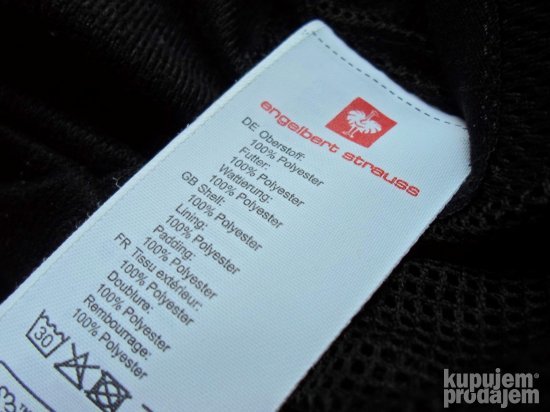 engelbert strauss
DE Oberstoff:
100% Polyester
Futter:
100% Polyester
Wattierung:
100% Polyester
GB Shell:
100% Polyester
Lining:
100% Polyester
Padding:
100% Polyester
FR Tissu extérieur:
100% Polyester
Doublure:
100% Polyester
Rembourrage:
100% Polyester
30
kupujem
prodajem